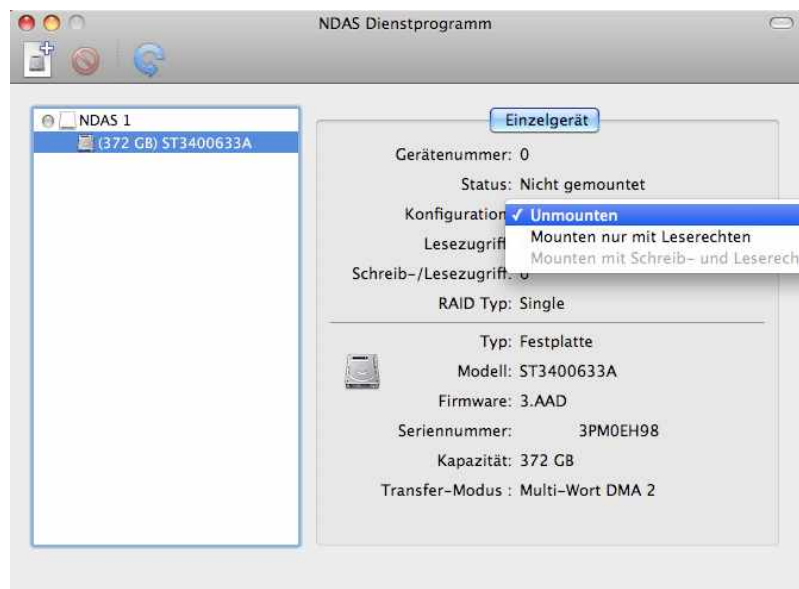 NDAS Dienstprogramm
NDAS 1
(372 GB) ST3400633A
Einzelgerät
Gerätenummer: 0
Status: Nicht gemountet
Konfiguration ✓ Unmounten
Mounten nur mit Leserechten
Mounten mit Schreib- und Leserech
Lesezugriff
Schreib-/Lesezugriff: 0
RAID Typ: Single
Typ: Festplatte
Modell: ST3400633A
Firmware: 3.AAD
Seriennummer: 3PM0EH98
Kapazität: 372 GB
Transfer-Modus : Multi-Wort DMA 2